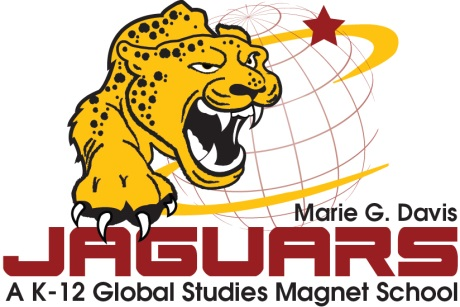 Marie G. Davis
JAGUARS
A K-12 Global Studies Magnet School